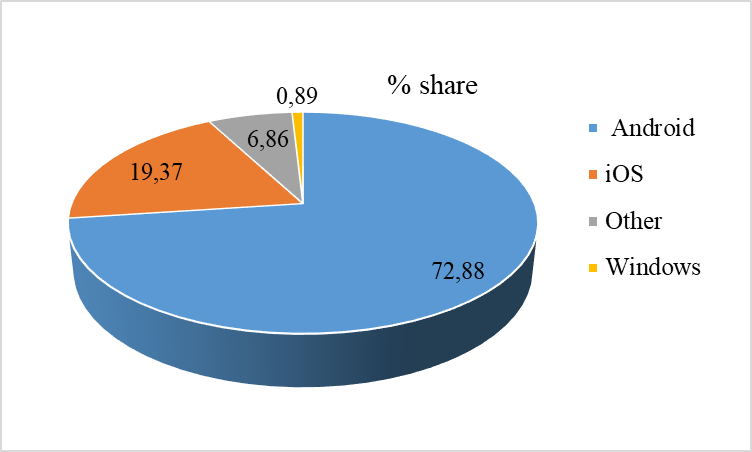 % share
0,89
6,86
19,37
72,88
Android
iOS
Other
Windows